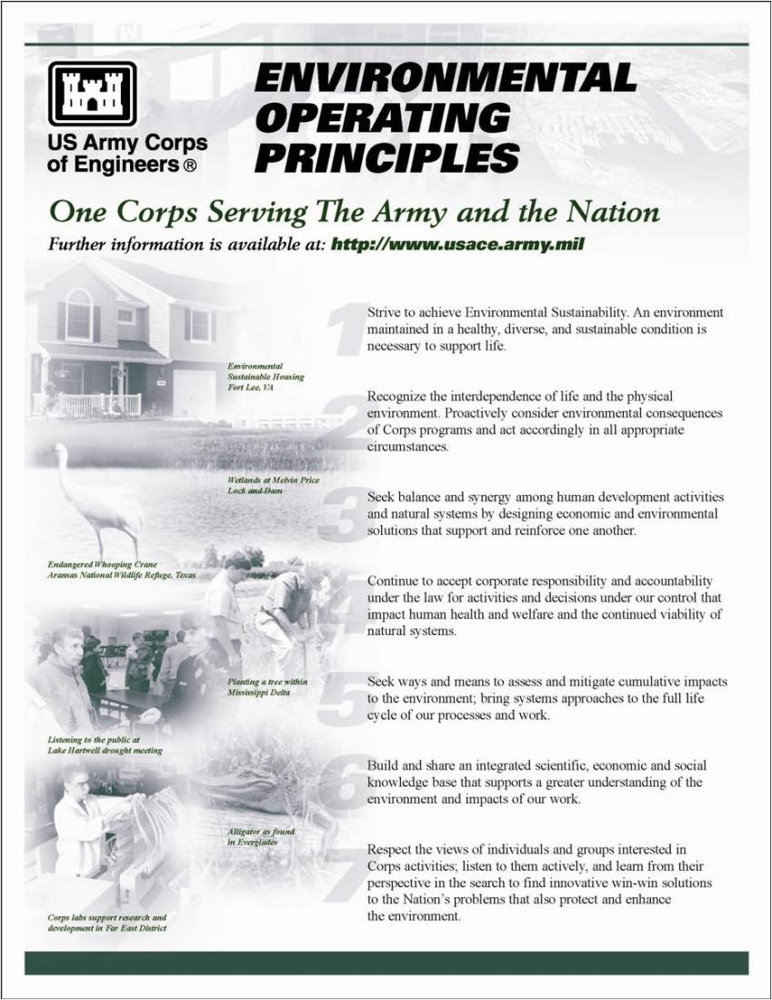 US Army Corps
of Engineers ®
ENVIRONMENTAL
OPERATING
PRINCIPLES
One Corps Serving The Army and the Nation
Further information is available at: http://www.usace.army.mil
1
Strive to achieve Environmental Sustainability. An environment
maintained in a healthy, diverse, and sustainable condition is
necessary to support life.
Environmental
Sustainable Housing
Fort Lee, VA
2
Recognize the interdependence of life and the physical
environment. Proactively consider environmental consequences
of Corps programs and act accordingly in all appropriate
circumstances.
Wetlands at Melvin Price
Lock and Dam
3
Seek balance and synergy among human development activities
and natural systems by designing economic and environmental
solutions that support and reinforce one another.
Endangered Whooping Crane
Aransas National Wildlife Refuge, Texas
4
Continue to accept corporate responsibility and accountability
under the law for activities and decisions under our control that
impact human health and welfare and the continued viability of
natural systems.
Planting a tree within
Mississippi Delta
5
Seek ways and means to assess and mitigate cumulative impacts
to the environment; bring systems approaches to the full life
cycle of our processes and work.
Listening to the public at
Lake Hartwell drought meeting
6
Build and share an integrated scientific, economic and social
knowledge base that supports a greater understanding of the
environment and impacts of our work.
Alligator as found
in Everglades
7
Respect the views of individuals and groups interested in
Corps activities; listen to them actively, and learn from their
perspective in the search to find innovative win-win solutions
to the Nation's problems that also protect and enhance
the environment.
Corps labs support research and
development in Far East District